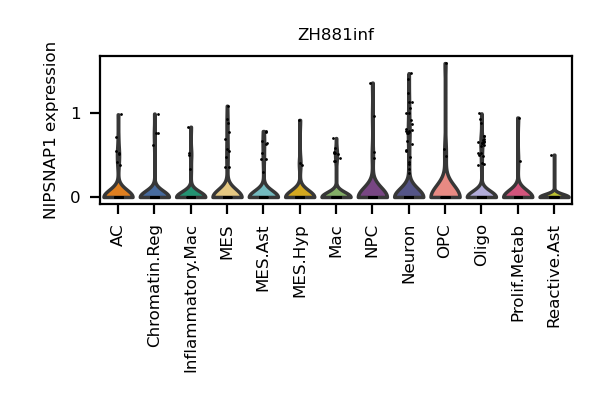 ZH881inf
NIPSNAP1 expression
1
0
AC
Chromatin.Reg
Inflammatory.Mac
MES
MES.Ast
MES.Hyp
Mac
NPC
Neuron
OPC
Oligo
Prolif.Metab
Reactive.Ast